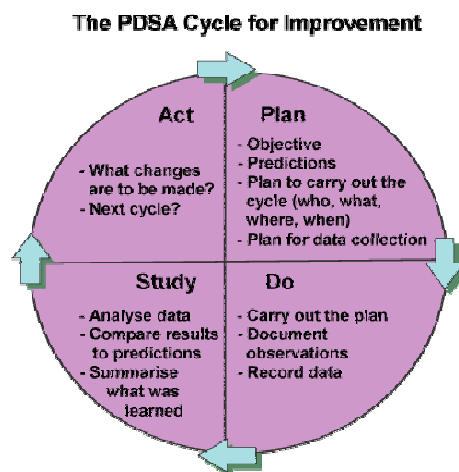 The PDSA Cycle for Improvement
Act
- What changes
are to be made?
- Next cycle?
Plan
- Objective
- Predictions
- Plan to carry out the
cycle (who, what,
where, when)
- Plan for data collection
Study
- Analyse data
- Compare results
to predictions
- Summarise
what was
learned
Do
- Carry out the plan
- Document
observations
- Record data